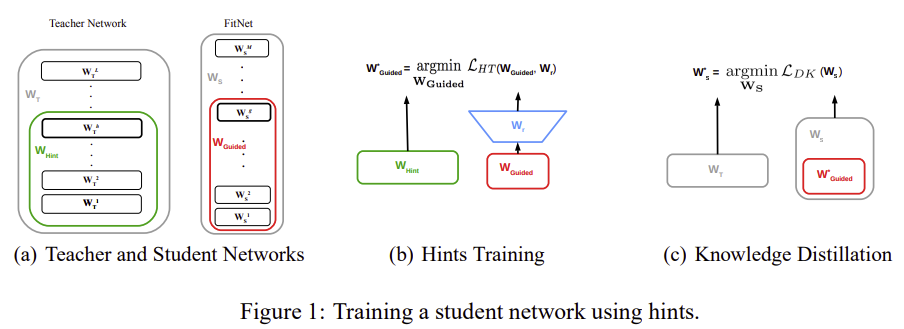 Teacher Network
FitNet
W_T^L
W_T
W_T^h
W_Hint
W_T^2
W_T^1
W_S^M
W_S
W_S^g
W_Guided
W_S^2
W_S^1
(a) Teacher and Student Networks
W*_Guided = argmin L_HT(W_Guided, W_r)
W_Guided
W_r
W_Hint
W_Guided
(b) Hints Training
W*_s = argmin L_DK (W_S)
W_S
W_T
W_S
W*_Guided
(c) Knowledge Distillation
Figure 1: Training a student network using hints.